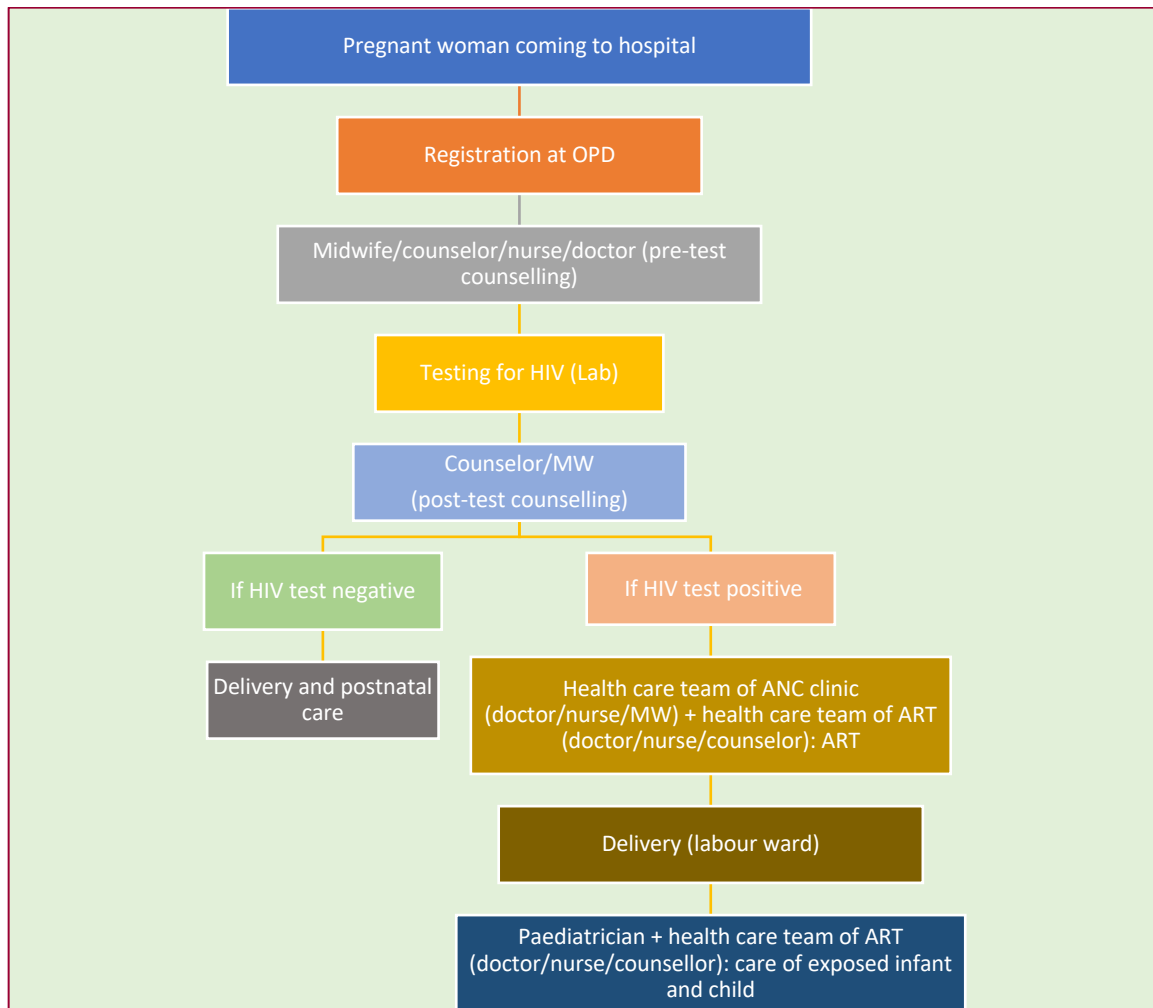 Pregnant woman coming to hospital
Registration at OPD
Midwife/counselor/nurse/doctor (pre-test
counselling)
Testing for HIV (Lab)
Counselor/MW
(post-test counselling)
If HIV test negative
If HIV test positive
Delivery and postnatal
care
Health care team of ANC clinic
(doctor/nurse/MW) + health care team of ART
(doctor/nurse/counselor): ART
Delivery (labour ward)
Paediatrician + health care team of ART
(doctor/nurse/counsellor): care of exposed infant
and child